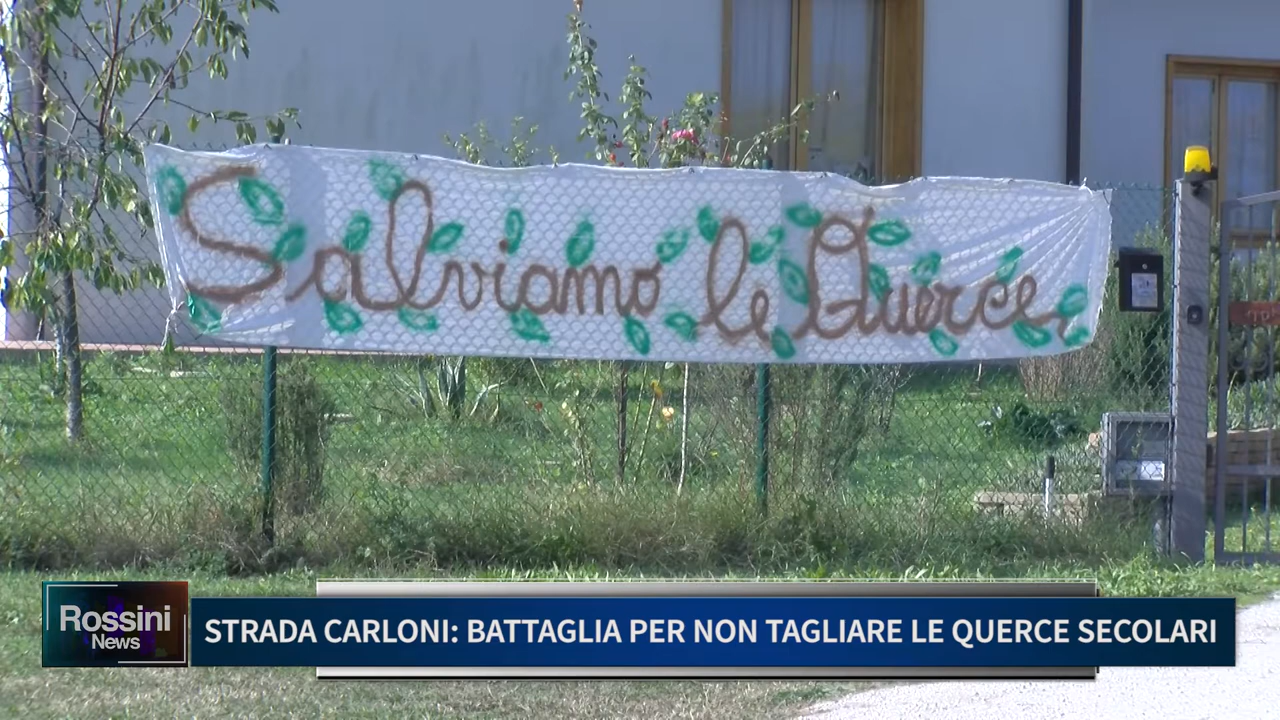 Salviamo le Querce
Rossini
News
STRADA CARLONI: BATTAGLIA PER NON TAGLIARE LE QUERCE SECOLARI